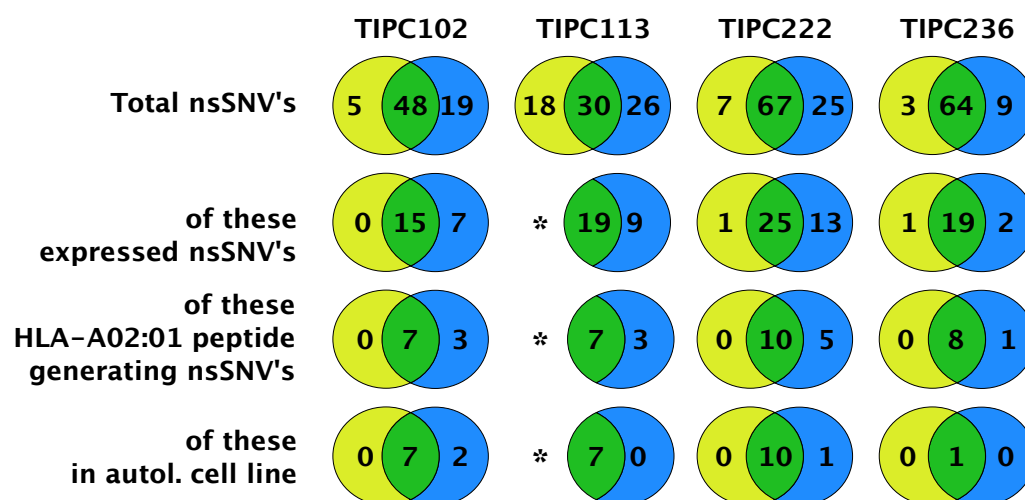 TIPC102 TIPC113 TIPC222 TIPC236
Total nsSNV's 5 48 19 18 30 26 7 67 25 3 64 9
of these
expressed nsSNV's 0 15 7 * 19 9 1 25 13 1 19 2
of these
HLA-A02:01 peptide 0 7 3 * 7 3 0 10 5 0 8 1
generating nsSNV's
of these
in autol. cell line 0 7 2 * 7 0 0 10 1 0 1 0